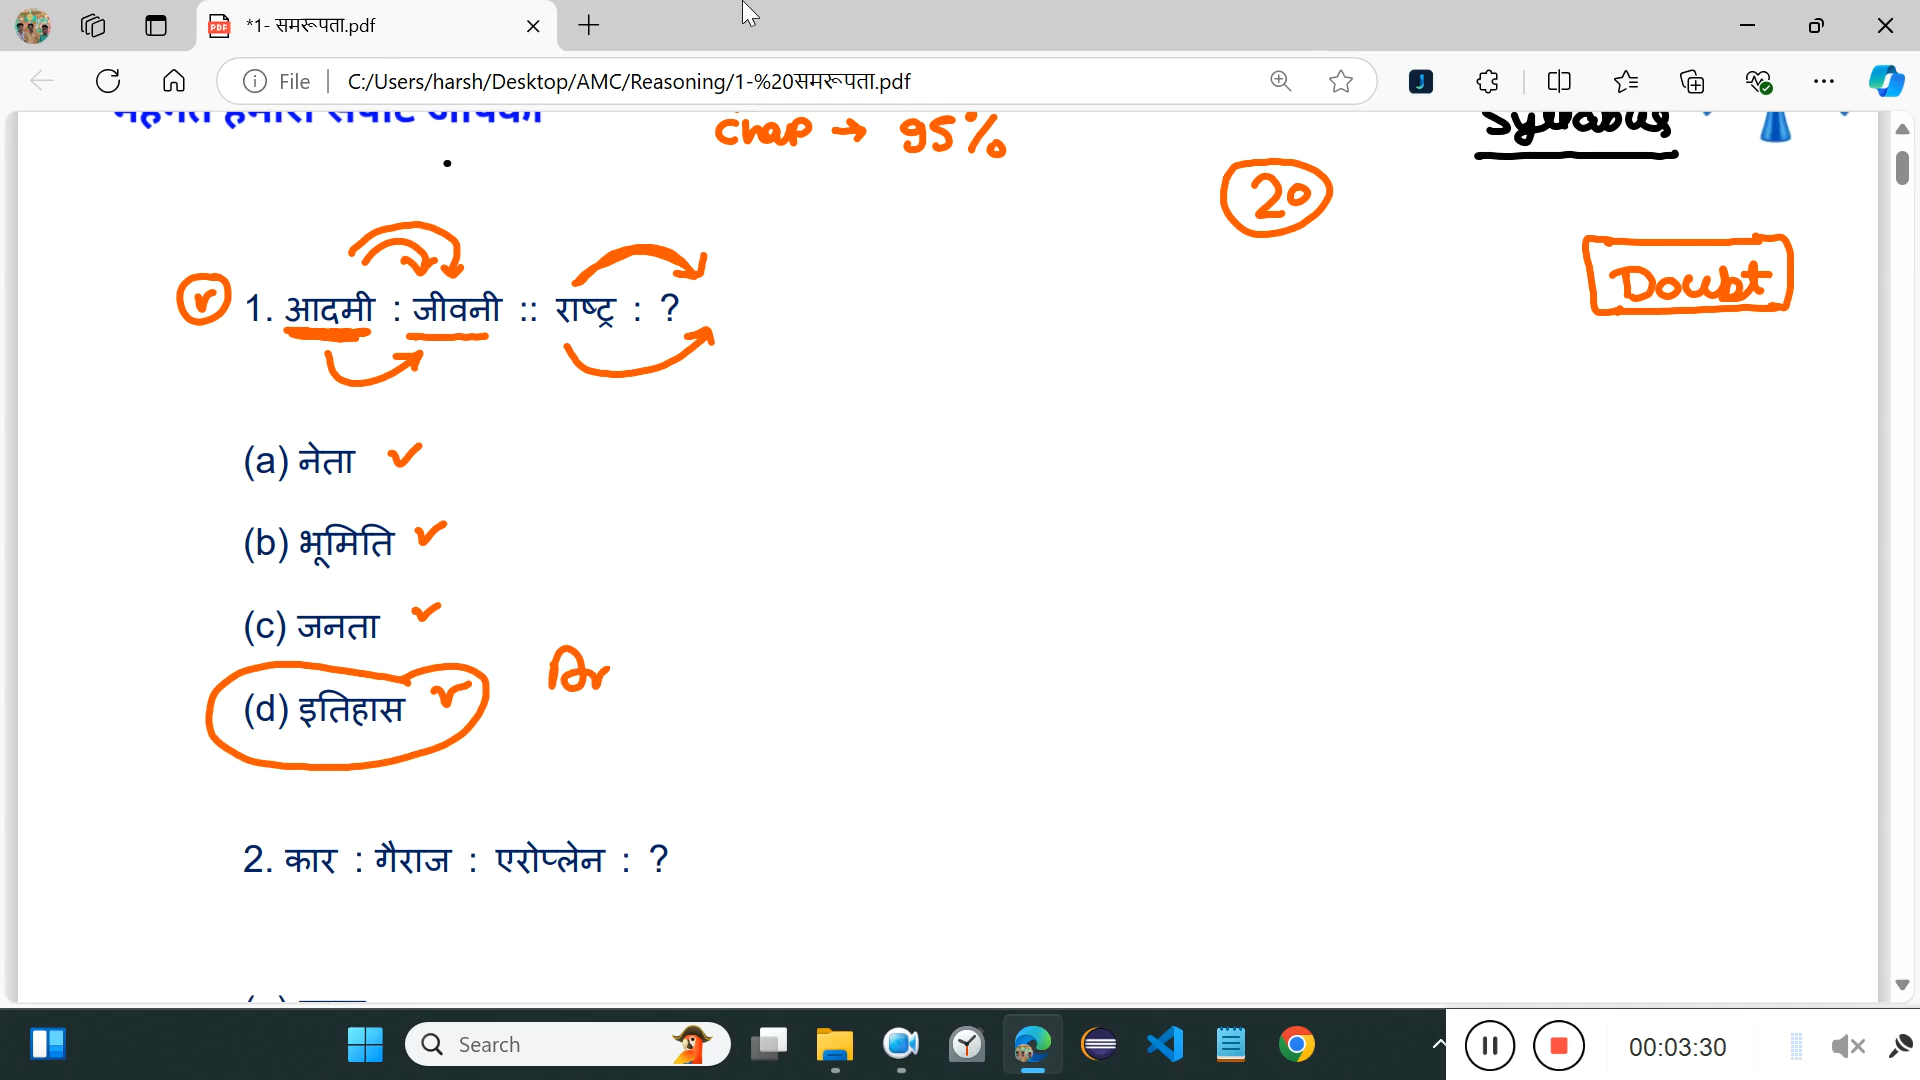 *1- समरूपता.pdf
File
C:/Users/harsh/Desktop/AMC/Reasoning/1-%20समरूपता.pdf
chap → 95%
Syllabus
20
Doubt
1. आदमी : जीवनी :: राष्ट्र : ?
(a) नेता
(b) भूमिति
(c) जनता
(d) इतिहास
2. कार : गैराज : एरोप्लेन : ?
Search
00:03:30